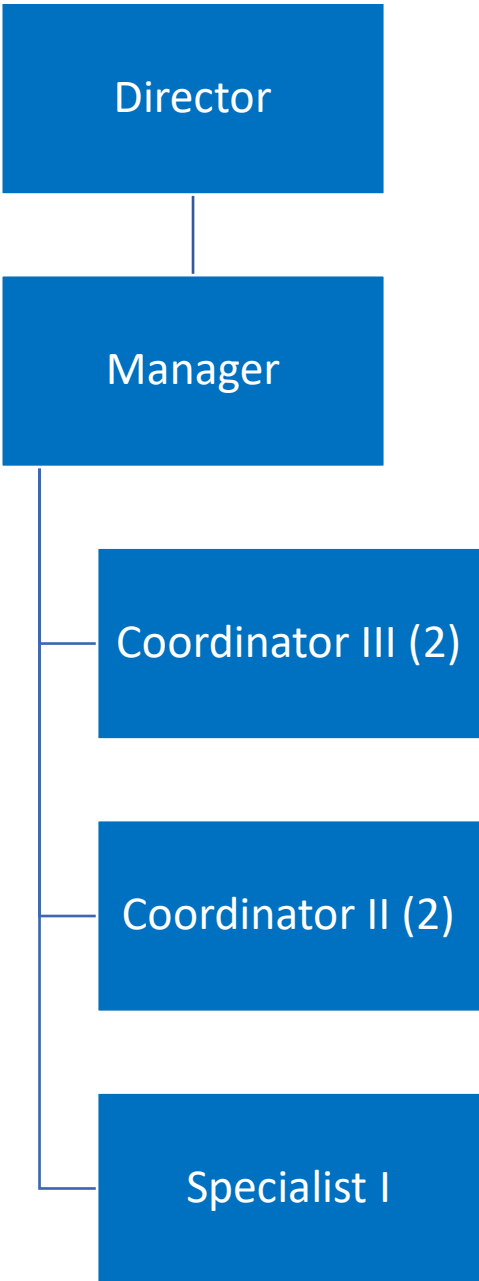 Director
Manager
Coordinator III (2)
Coordinator II (2)
Specialist I